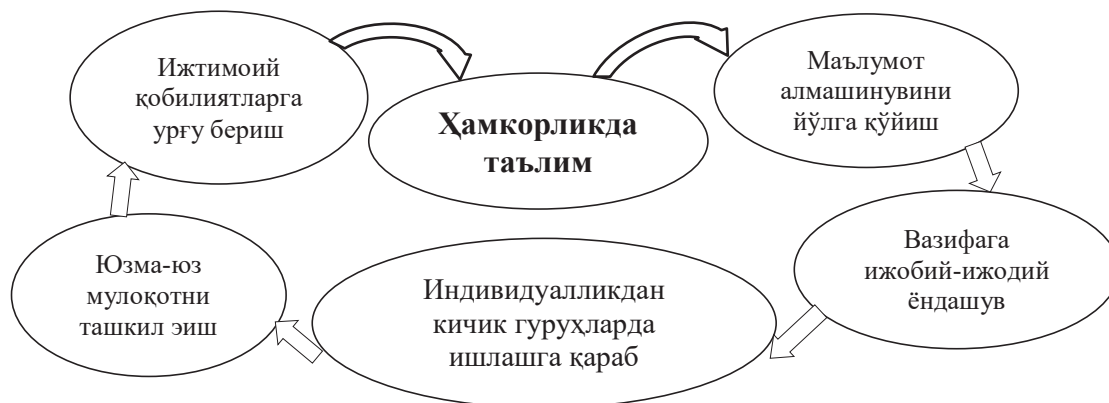 Ижтимоий
қобилиятларга
урғу бериш
Ҳамкорликда
таълим
Маълумот
алмашинувини
йўлга қўйиш
Вазифага
ижобий-ижодий
ёндашув
Индивидуалликдан
кичик гуруҳларда
ишлашга қараб
Юзма-юз
мулоқотни
ташкил эиш